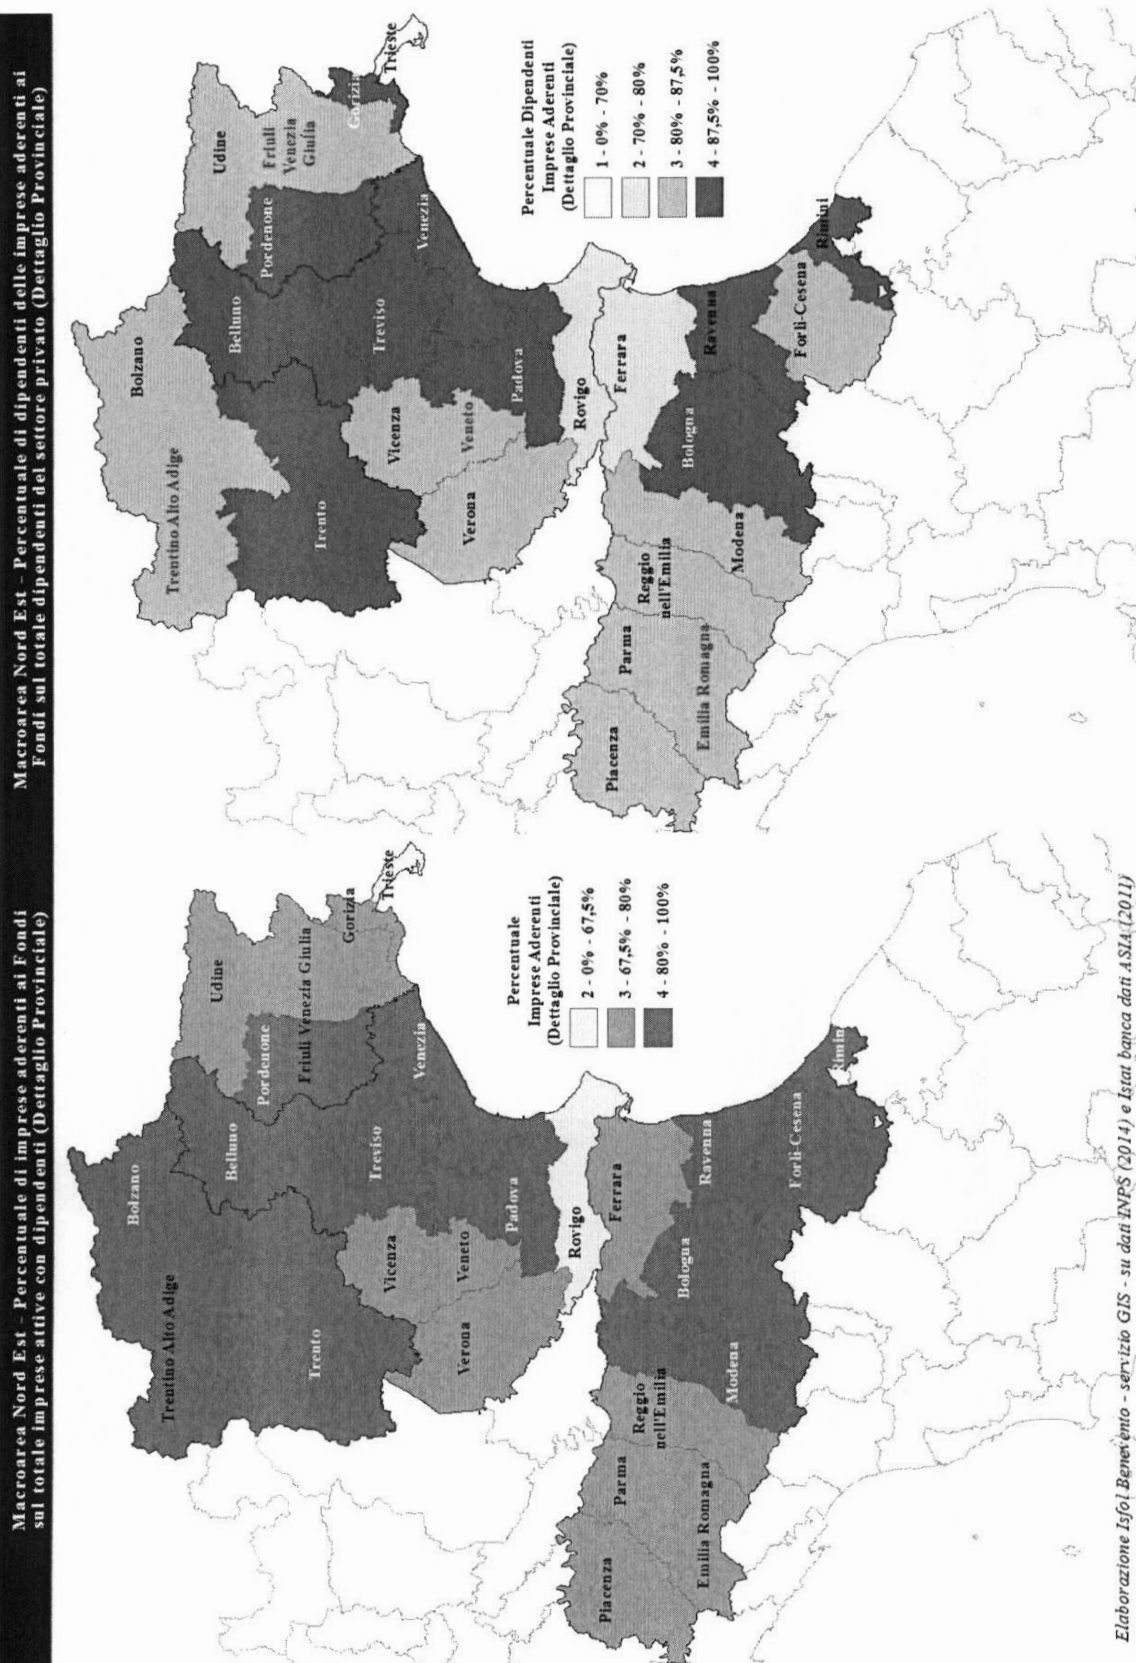 Macroarea Nord Est - Percentuale di imprese aderenti ai Fondi
sul totale imprese attive con dipendenti (Dettaglio Provinciale)
Bolzano
Trentino Alto Adige
Trento
Belluno
Udine
Pordenone
Friuli Venezia Giulia
Gorizia
Trieste
Treviso
Venezia
Vicenza
Veneto
Verona
Padova
Rovigo
Percentuale
Imprese Aderenti
(Dettaglio Provinciale)
2 - 0% - 67,5%
3 - 67,5% - 80%
4 - 80% - 100%
Piacenza
Parma
Reggio
nell'Emilia
Emilia Romagna
Modena
Bologna
Ferrara
Ravenna
Forlì-Cesena
Macroarea Nord Est - Percentuale di dipendenti delle imprese aderenti ai
Fondi sul totale dipendenti del settore privato (Dettaglio Provinciale)
Bolzano
Trentino Alto Adige
Trento
Belluno
Udine
Friuli
Venezia
Giulia
Pordenone
Gorizia
Trieste
Treviso
Venezia
Vicenza
Veneto
Verona
Padova
Rovigo
Percentuale Dipendenti
Imprese Aderenti
(Dettaglio Provinciale)
1 - 0% - 70%
2 - 70% - 80%
3 - 80% - 87,5%
4 - 87,5% - 100%
Piacenza
Parma
Reggio
nell'Emilia
Emilia Romagna
Modena
Bologna
Ferrara
Ravenna
Forlì-Cesena
Rimini
Elaborazione Isfol Benevento - servizio GIS - su dati INPS (2014) e Istat banca dati ASIA (2011)